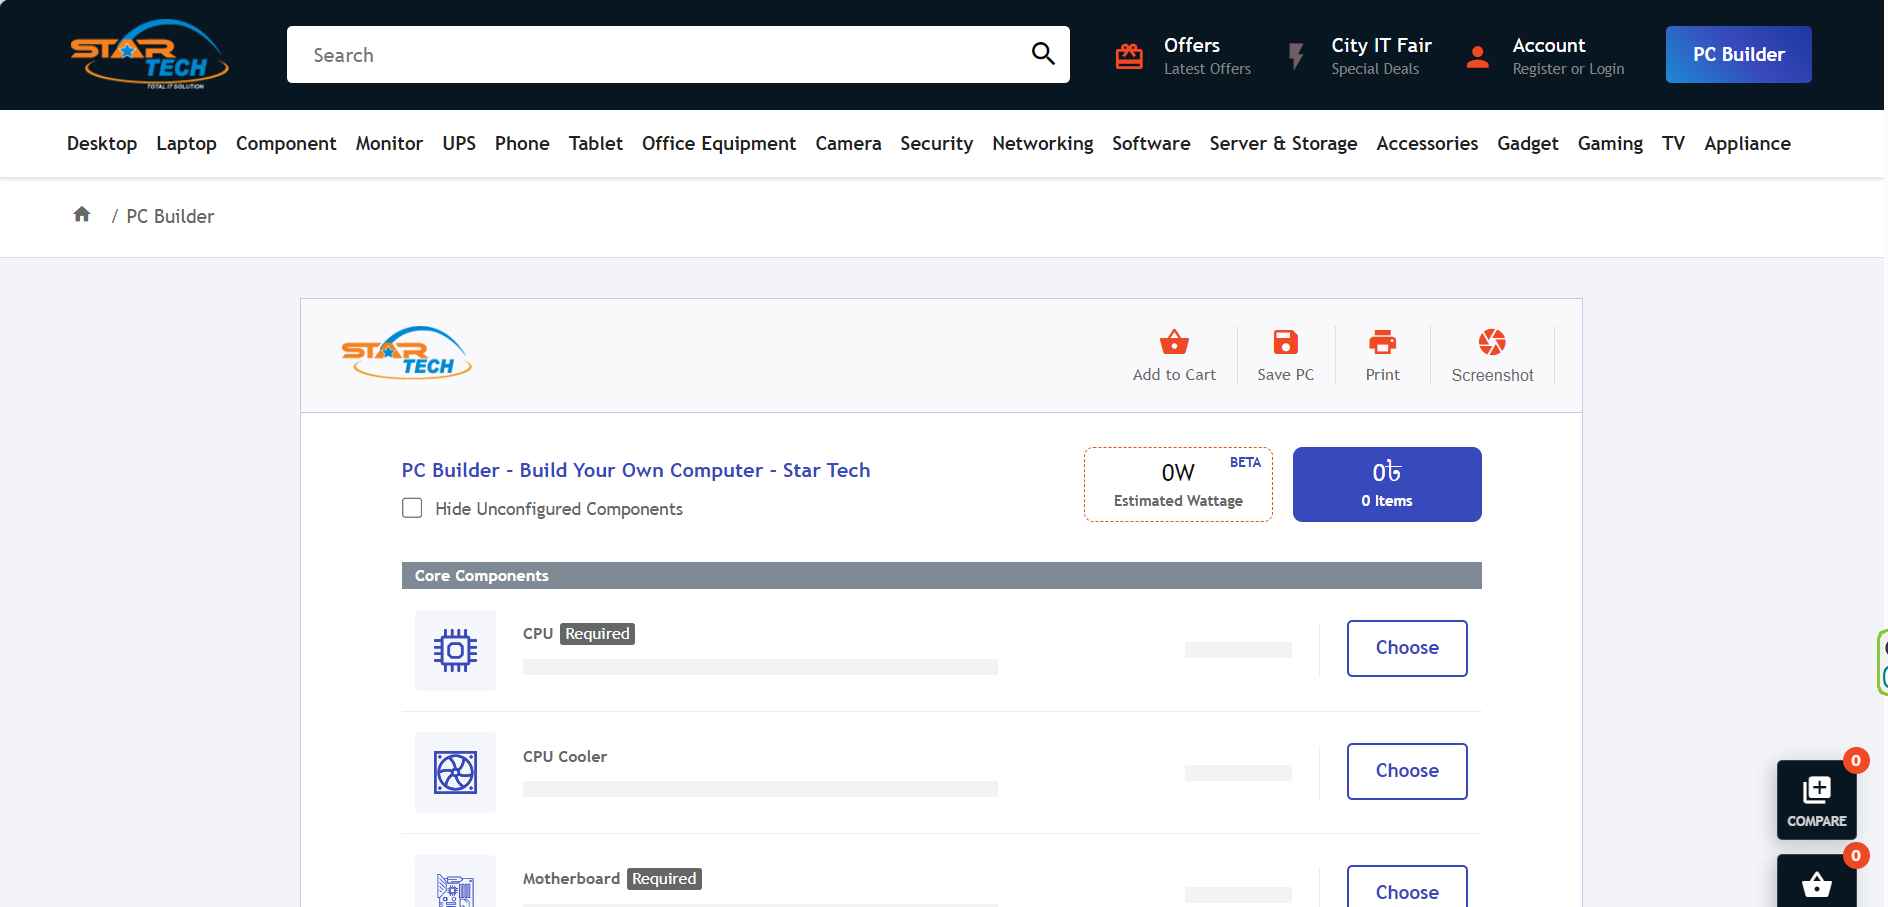 STAR
TECH
TOTAL IT SOLUTION
Search
Offers
Latest Offers
City IT Fair
Special Deals
Account
Register or Login
PC Builder
Desktop Laptop Component Monitor UPS Phone Tablet Office Equipment Camera Security Networking Software Server & Storage Accessories Gadget Gaming TV Appliance
/ PC Builder
STAR
TECH
Add to Cart
Save PC
Print
Screenshot
PC Builder - Build Your Own Computer - Star Tech
Hide Unconfigured Components
0W
BETA
Estimated Wattage
0৳
0 Items
Core Components
CPU Required
Choose
CPU Cooler
Choose
Motherboard Required
Choose
0
COMPARE
0